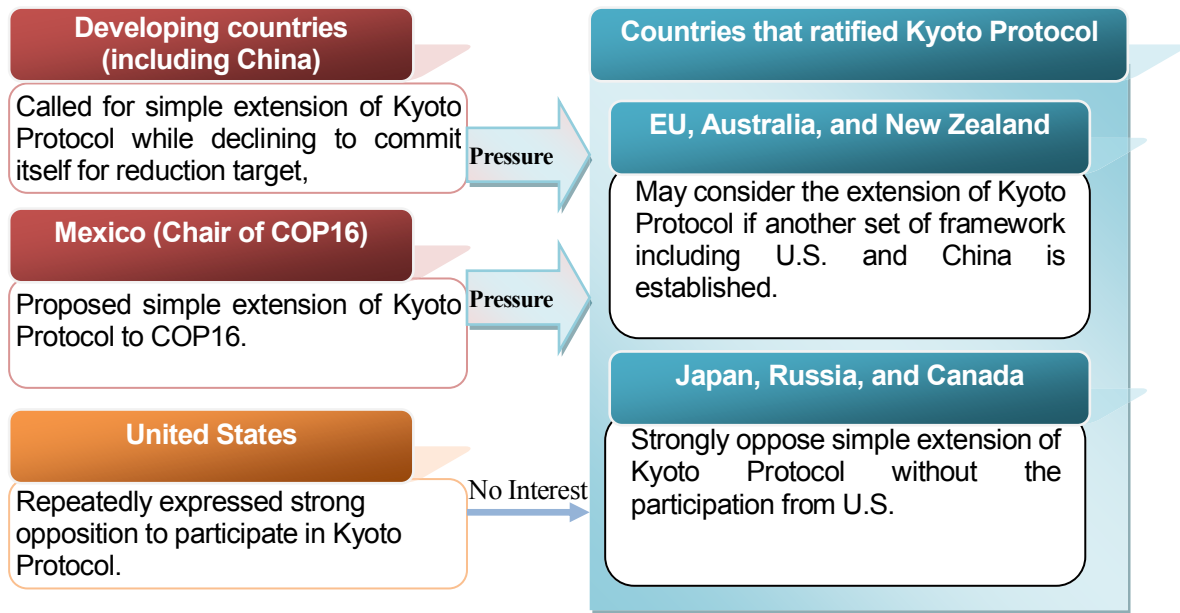 Developing countries
(including China)
Called for simple extension of Kyoto
Protocol while declining to commit
itself for reduction target,
Pressure
Mexico (Chair of COP16)
Proposed simple extension of Kyoto
Protocol to COP16.
Pressure
United States
Repeatedly expressed strong
opposition to participate in Kyoto
Protocol.
No Interest
Countries that ratified Kyoto Protocol
EU, Australia, and New Zealand
May consider the extension of Kyoto
Protocol if another set of framework
including U.S. and China is
established.
Japan, Russia, and Canada
Strongly oppose simple extension of
Kyoto Protocol without the
participation from U.S.